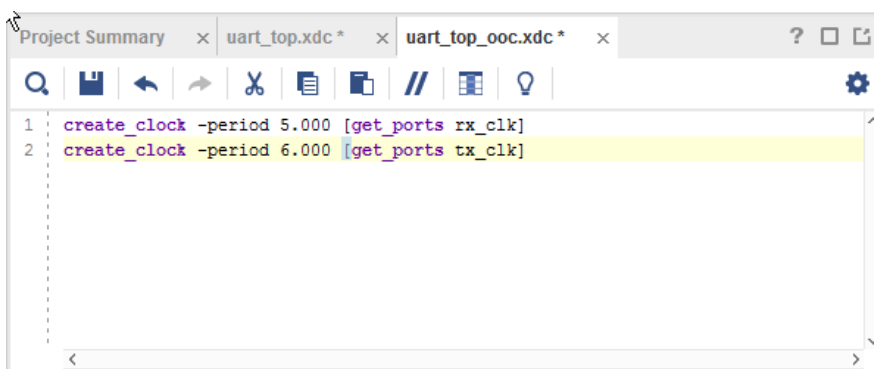 Project Summary × uart_top.xdc * × uart_top_ooc.xdc * × ?
1 create_clock -period 5.000 [get_ports rx_clk]
2 create_clock -period 6.000 [get_ports tx_clk]